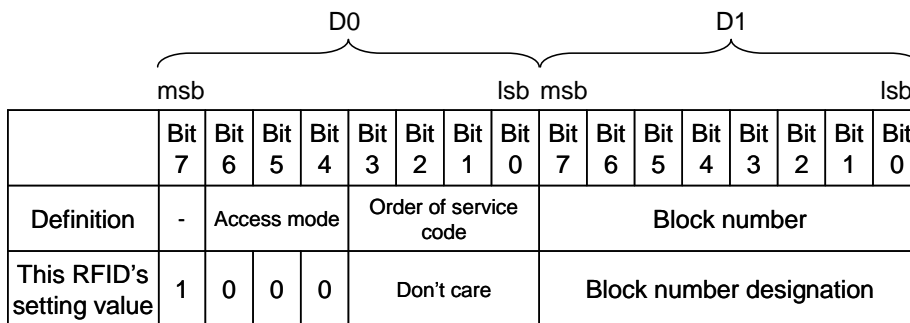 D0 D1
msb lsb msb lsb
Bit 7 Bit 6 Bit 5 Bit 4 Bit 3 Bit 2 Bit 1 Bit 0 Bit 7 Bit 6 Bit 5 Bit 4 Bit 3 Bit 2 Bit 1 Bit 0
Definition - Access mode Order of service code Block number
This RFID's setting value 1 0 0 0 Don't care Block number designation